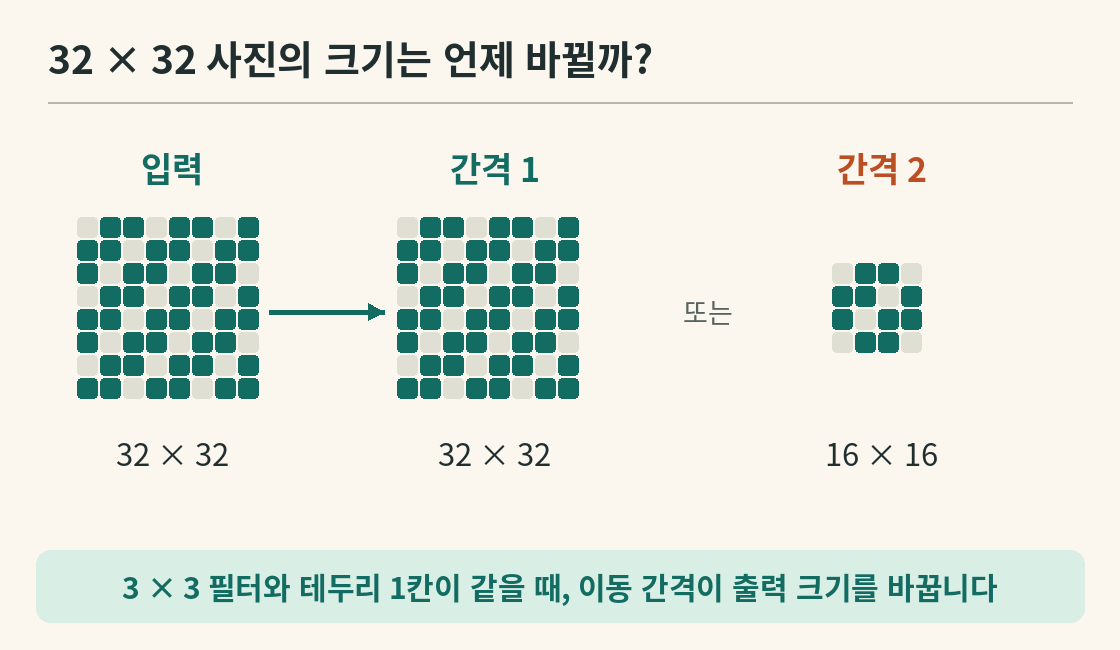 32 × 32 사진의 크기는 언제 바뀔까?
입력
간격 1
간격 2
또는
32 × 32
32 × 32
16 × 16
3 × 3 필터와 테두리 1칸이 같을 때, 이동 간격이 출력 크기를 바꿉니다